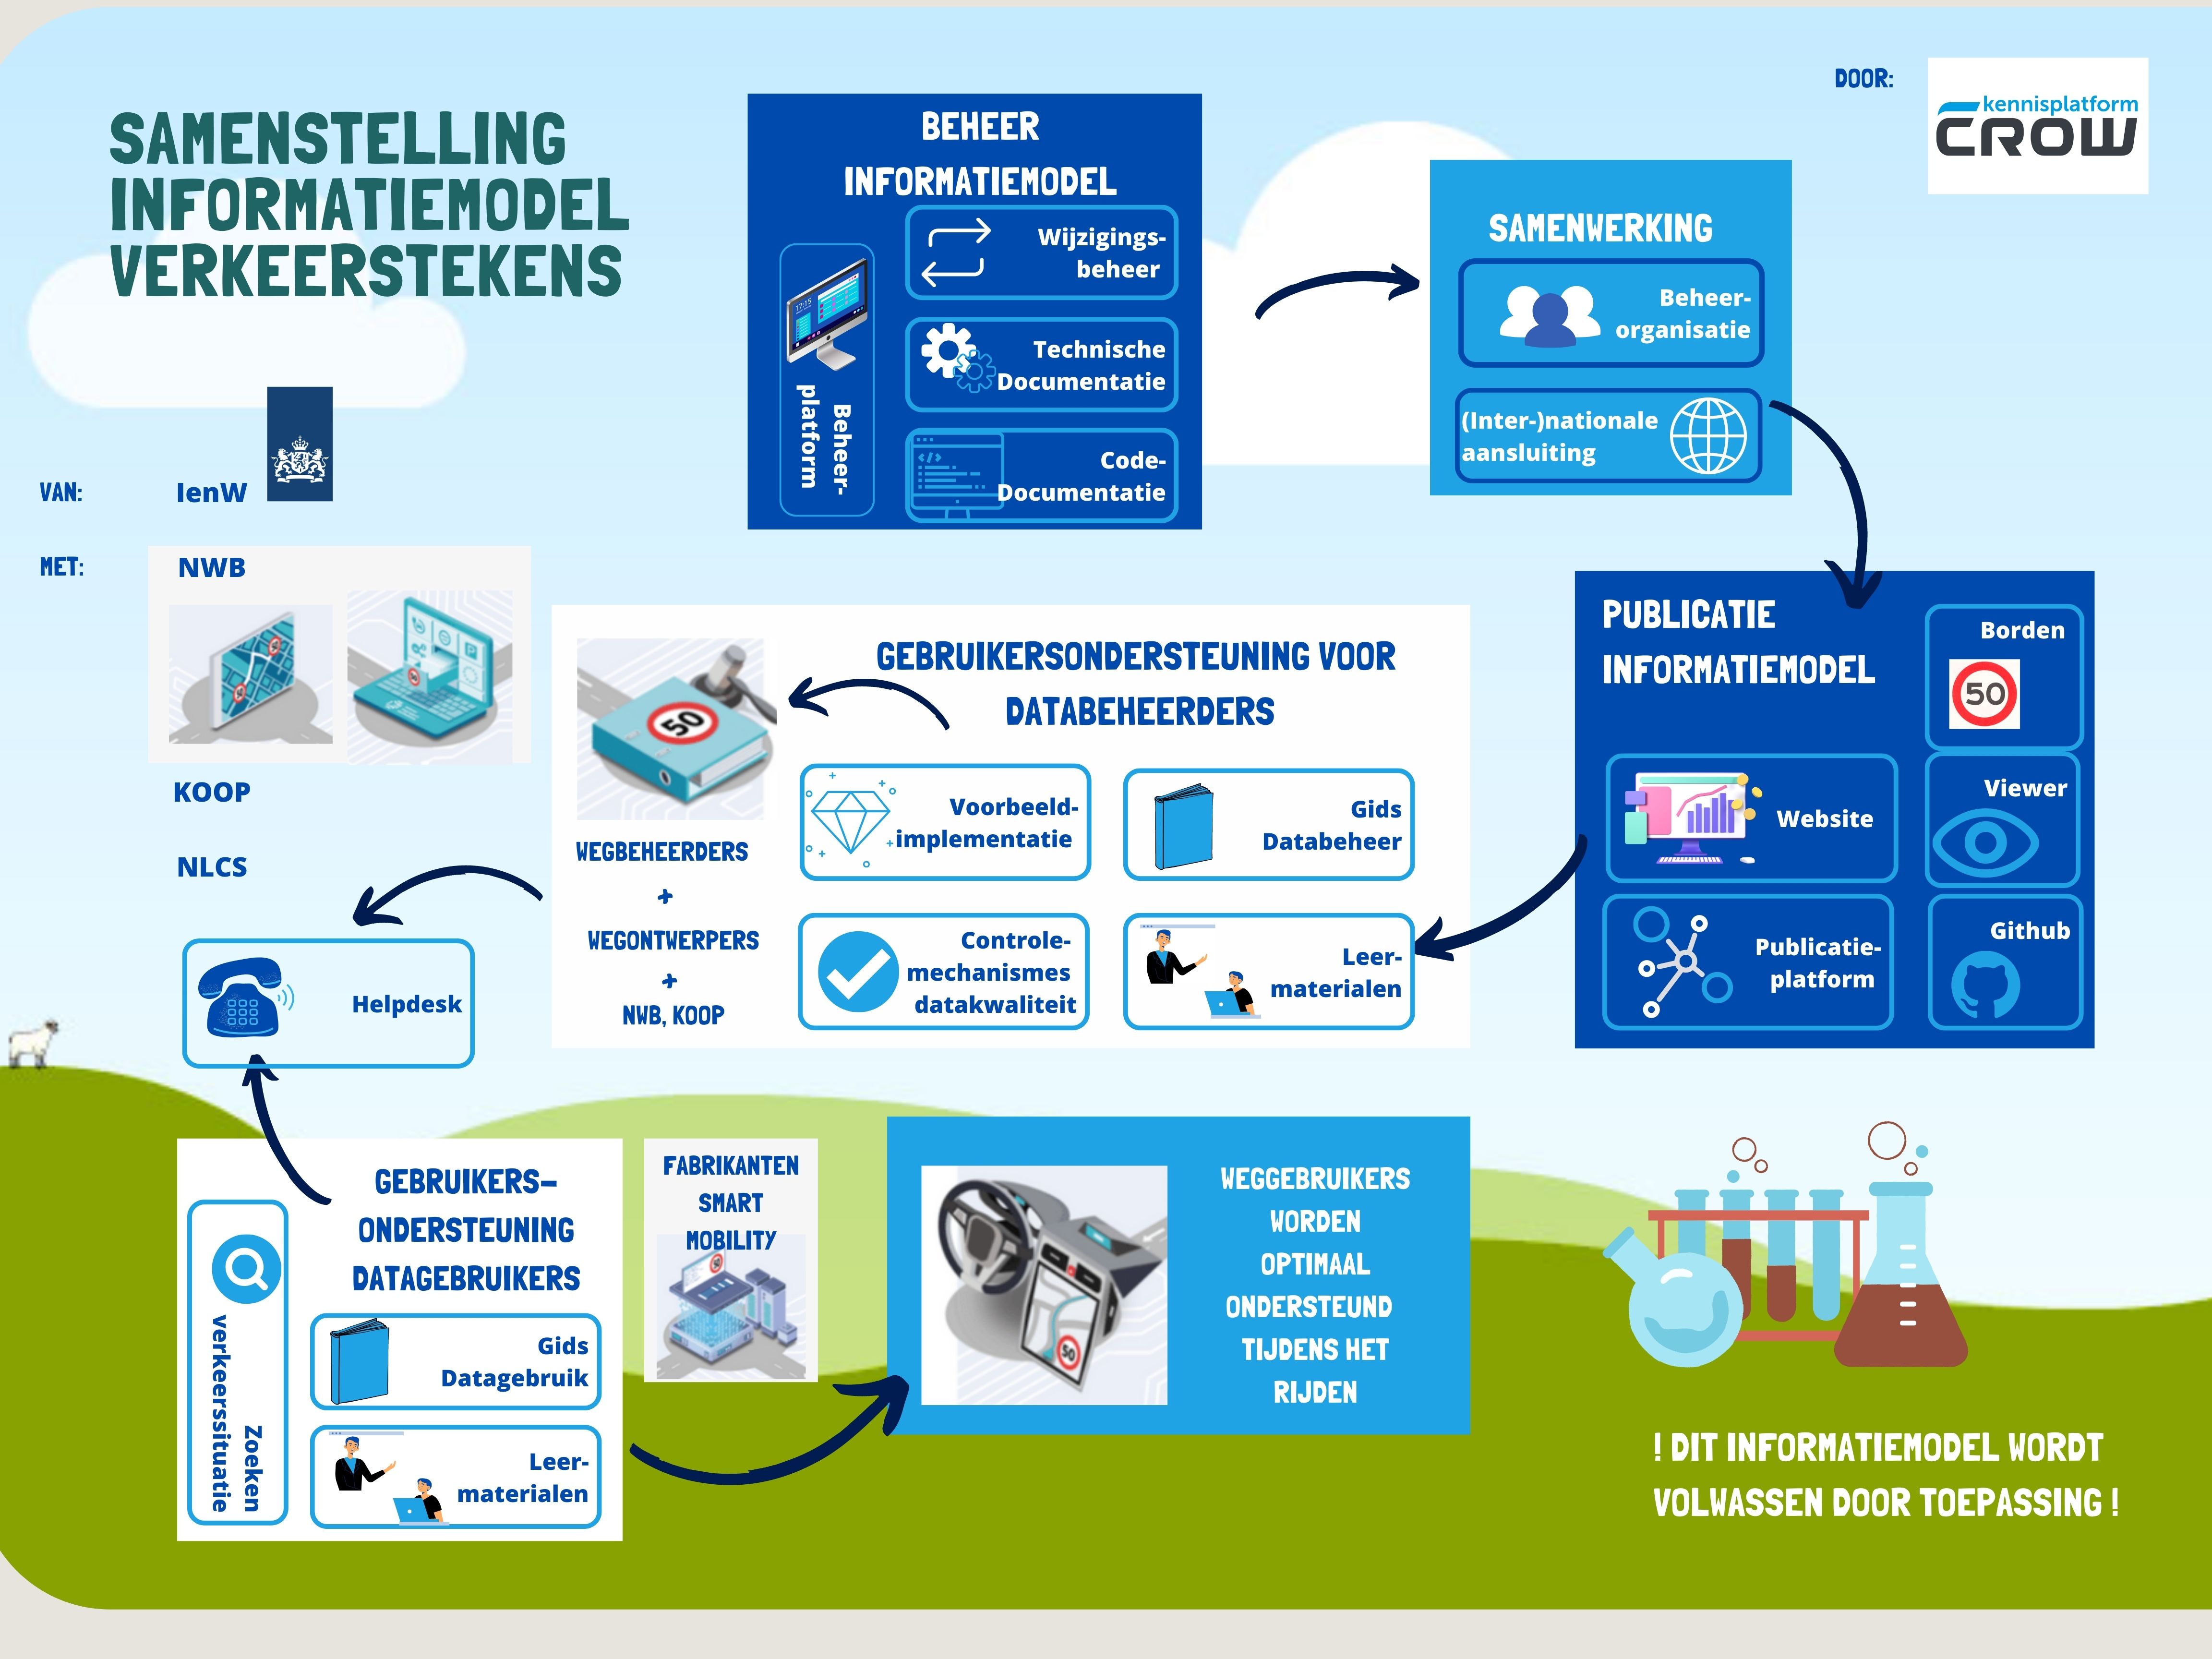 SAMENSTELLING
INFORMATIEMODEL
VERKEERSTEKENS
DOOR:
kennisplatform
CROW
VAN:
IenW
MET:
NWB
KOOP
NLCS
BEHEER
INFORMATIEMODEL
Beheer-
platform
17:15
Wijzigings-
beheer
Technische
Documentatie
Code-
Documentatie
SAMENWERKING
Beheer-
organisatie
(Inter-)nationale
aansluiting
PUBLICATIE
INFORMATIEMODEL
Borden
50
Viewer
Website
Publicatie-
platform
Github
GEBRUIKERSONDERSTEUNING VOOR
DATABEHEERDERS
50
WEGBEHEERDERS
+
WEGONTWERPERS
+
NWB, KOOP
Voorbeeld-
implementatie
Gids
Databeheer
Controle-
mechanismes
datakwaliteit
Leer-
materialen
Helpdesk
GEBRUIKERS-
ONDERSTEUNING
DATAGEBRUIKERS
Zoeken
verkeerssituatie
Gids
Datagebruik
Leer-
materialen
FABRIKANTEN
SMART
MOBILITY
50
WEGGEBRUIKERS
WORDEN
OPTIMAAL
ONDERSTEUND
TIJDENS HET
RIJDEN
! DIT INFORMATIEMODEL WORDT
VOLWASSEN DOOR TOEPASSING !